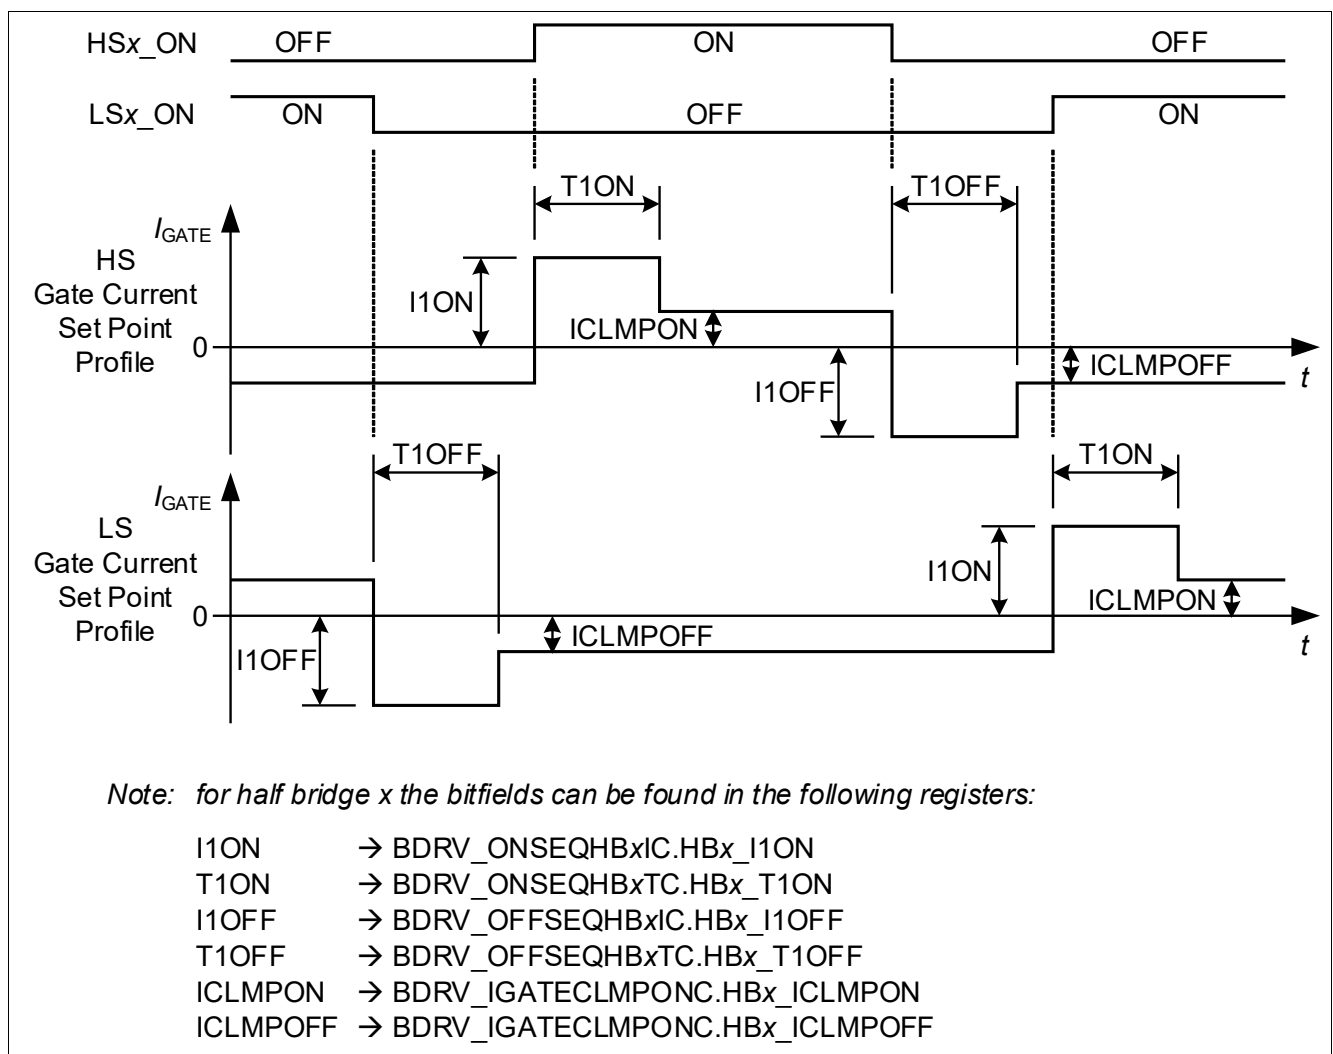 HSx_ON OFF ON OFF
LSx_ON ON OFF ON
T1ON T1OFF
IGATE
HS
Gate Current
Set Point
Profile
I1ON
ICLMPON
0
I1OFF
ICLMPOFF
t
T1OFF T1ON
IGATE
LS
Gate Current
Set Point
Profile
I1ON
ICLMPON
0
I1OFF
ICLMPOFF
t
Note: for half bridge x the bitfields can be found in the following registers:
I1ON → BDRV_ONSEQHBxIC.HBx_I1ON
T1ON → BDRV_ONSEQHBxTC.HBx_T1ON
I1OFF → BDRV_OFFSEQHBxIC.HBx_I1OFF
T1OFF → BDRV_OFFSEQHBxTC.HBx_T1OFF
ICLMPON → BDRV_IGATECLMPONC.HBx_ICLMPON
ICLMPOFF → BDRV_IGATECLMPONC.HBx_ICLMPOFF